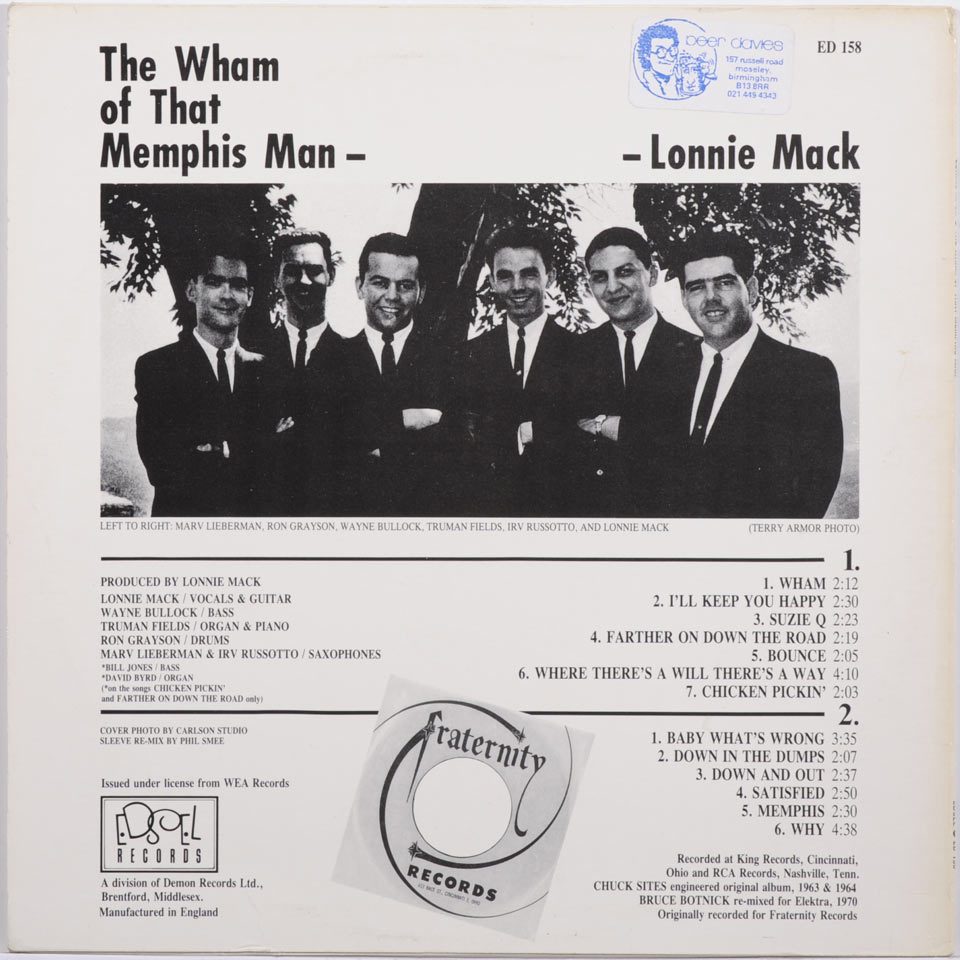 The Wham
of That
Memphis Man –
– Lonnie Mack
peer davies
157 russell road
moseley,
birmingham
B13 8RR
021 449 4343
ED 158
LEFT TO RIGHT: MARV LIEBERMAN, RON GRAYSON, WAYNE BULLOCK, TRUMAN FIELDS, IRV RUSSOTTO, AND LONNIE MACK
(TERRY ARMOR PHOTO)
PRODUCED BY LONNIE MACK
LONNIE MACK / VOCALS & GUITAR
WAYNE BULLOCK / BASS
TRUMAN FIELDS / ORGAN & PIANO
RON GRAYSON / DRUMS
MARV LIEBERMAN & IRV RUSSOTTO / SAXOPHONES
*BILL JONES / BASS
*DAVID BYRD / ORGAN
(*on the songs CHICKEN PICKIN'
and FARTHER ON DOWN THE ROAD only)
1.
1. WHAM 2:12
2. I'LL KEEP YOU HAPPY 2:30
3. SUZIE Q 2:23
4. FARTHER ON DOWN THE ROAD 2:19
5. BOUNCE 2:05
6. WHERE THERE'S A WILL THERE'S A WAY 4:10
7. CHICKEN PICKIN' 2:03
2.
1. BABY WHAT'S WRONG 3:35
2. DOWN IN THE DUMPS 2:07
3. DOWN AND OUT 2:37
4. SATISFIED 2:50
5. MEMPHIS 2:30
6. WHY 4:38
COVER PHOTO BY CARLSON STUDIO
SLEEVE RE-MIX BY PHIL SMEE
Issued under license from WEA Records
EDSEL
RECORDS
A division of Demon Records Ltd.,
Brentford, Middlesex.
Manufactured in England
fraternity
RECORDS
Recorded at King Records, Cincinnati,
Ohio and RCA Records, Nashville, Tenn.
CHUCK SITES engineered original album, 1963 & 1964
BRUCE BOTNICK re-mixed for Elektra, 1970
Originally recorded for Fraternity Records